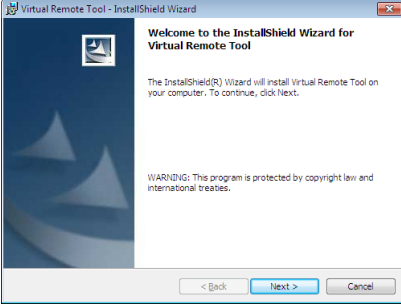 Virtual Remote Tool - InstallShield Wizard
Welcome to the InstallShield Wizard for
Virtual Remote Tool
The InstallShield(R) Wizard will install Virtual Remote Tool on
your computer. To continue, click Next.
WARNING: This program is protected by copyright law and
international treaties.
< Back Next > Cancel